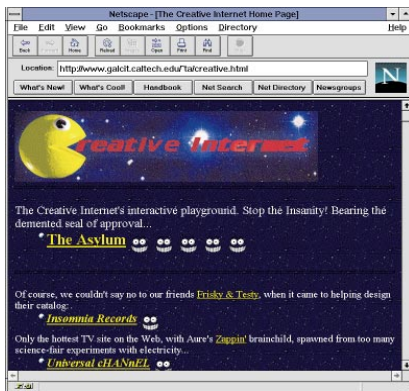 Netscape - [The Creative Internet Home Page]
File Edit View Go Bookmarks Options Directory Help
Back Home Reload Open Print Find
Location: http://www.galcit.caltech.edu/~ta/creative.html
What's New! What's Cool! Handbook Net Search Net Directory Newsgroups
N
reative Internet
The Creative Internet's interactive playground. Stop the Insanity! Bearing the
demented seal of approval...
The Asylum
Of course, we couldn't say no to our friends Frisky & Testy, when it came to helping design
their catalog:
Insomnia Records
Only the hottest TV site on the Web, with Aure's Zappin' brainchild, spawned from too many
science-fair experiments with electricity...
Universal cHANnEL